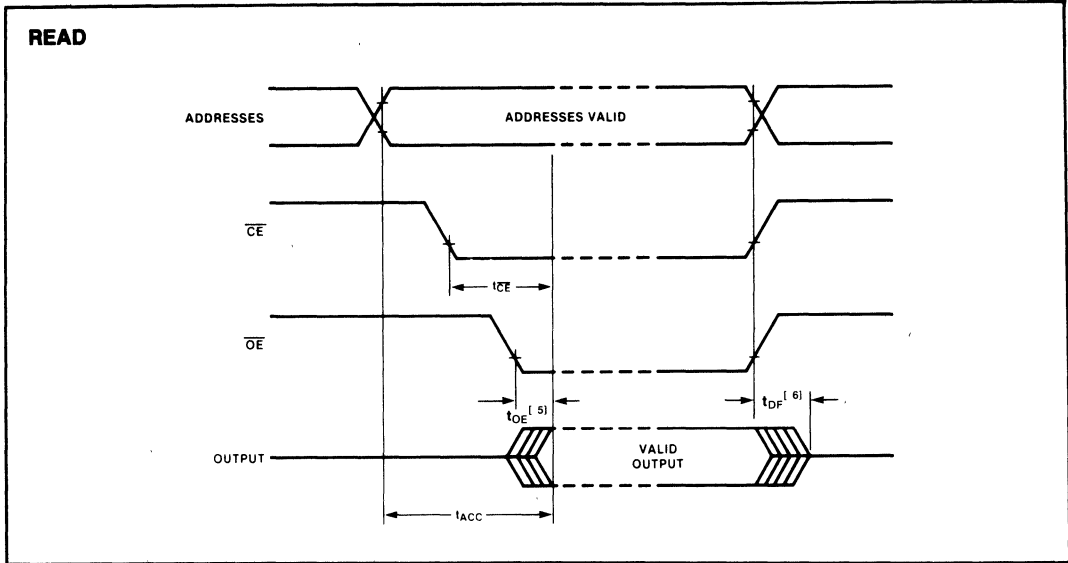 READ
ADDRESSES
ADDRESSES VALID
CE
tCE
OE
tOE[ 5]
tDF[ 6]
OUTPUT
VALID
OUTPUT
tACC